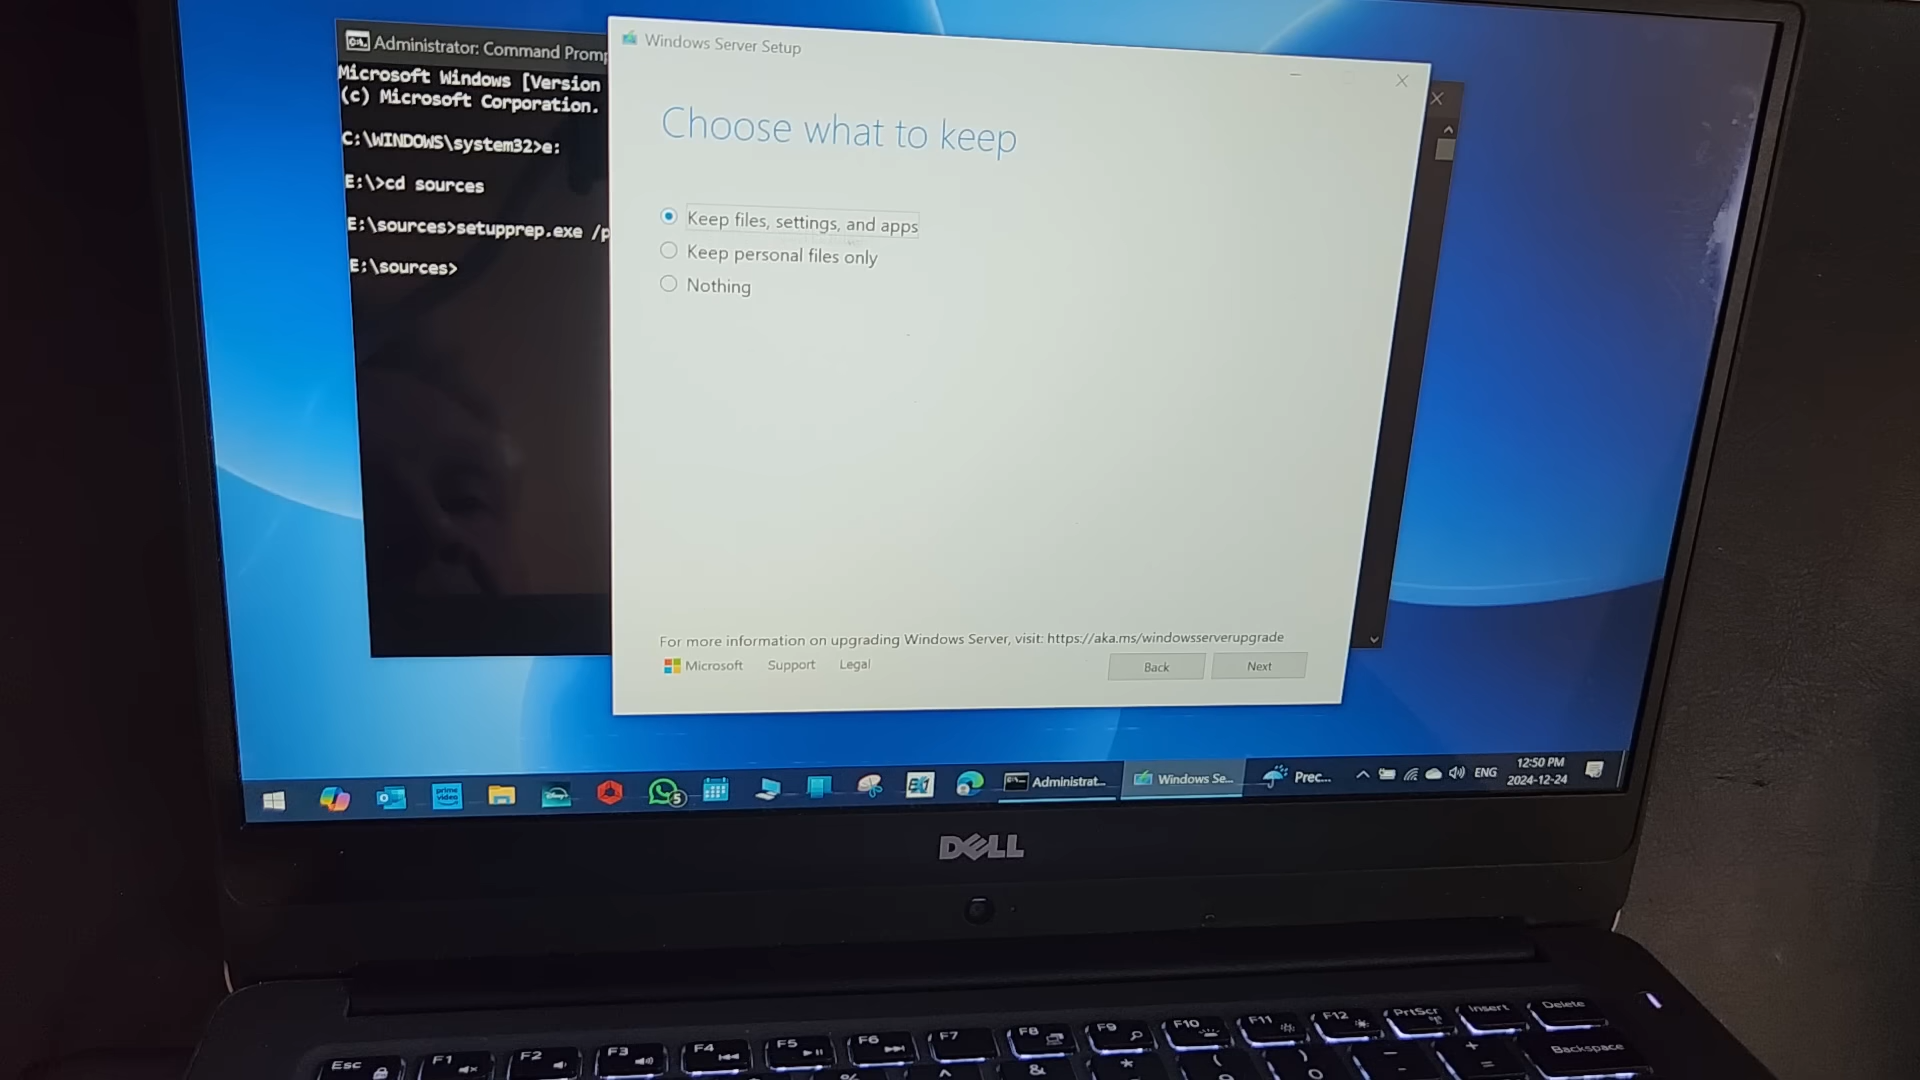 Administrator: Command Promp
Microsoft Windows [Version
(c) Microsoft Corporation.
C:\WINDOWS\system32>e:
E:\>cd sources
E:\sources>setupprep.exe /p
E:\sources>
Windows Server Setup
Choose what to keep
Keep files, settings, and apps
Keep personal files only
Nothing
For more information on upgrading Windows Server, visit: https://aka.ms/windowsserverupgrade
Microsoft Support Legal
Back Next
prime video
Disney+
5
Administrat...
Windows Se...
Prec...
ENG
12:50 PM
2024-12-24
DELL
Esc F1 F2 F3 F4 F5 F6 F7 F8 F9 F10 F11 F12 PrtScr Insert Delete
% ^ & * ( ) - + = Backspace